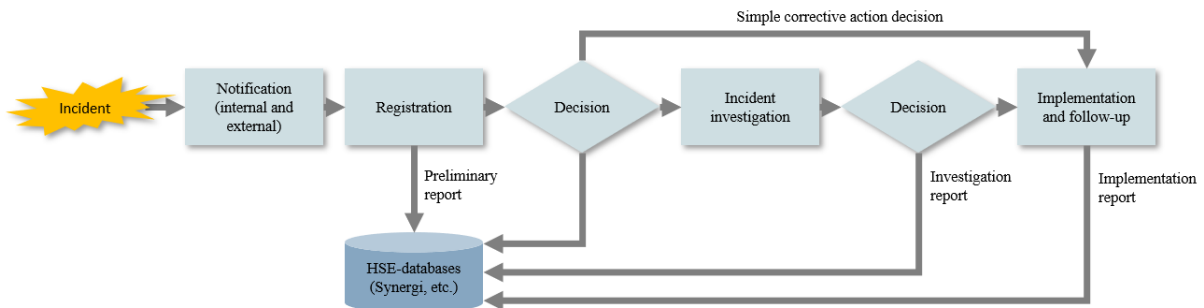 Simple corrective action decision
Incident
Notification
(internal and
external)
Registration
Decision
Incident
investigation
Decision
Implementation
and follow-up
Preliminary
report
Investigation
report
Implementation
report
HSE-databases
(Synergi, etc.)